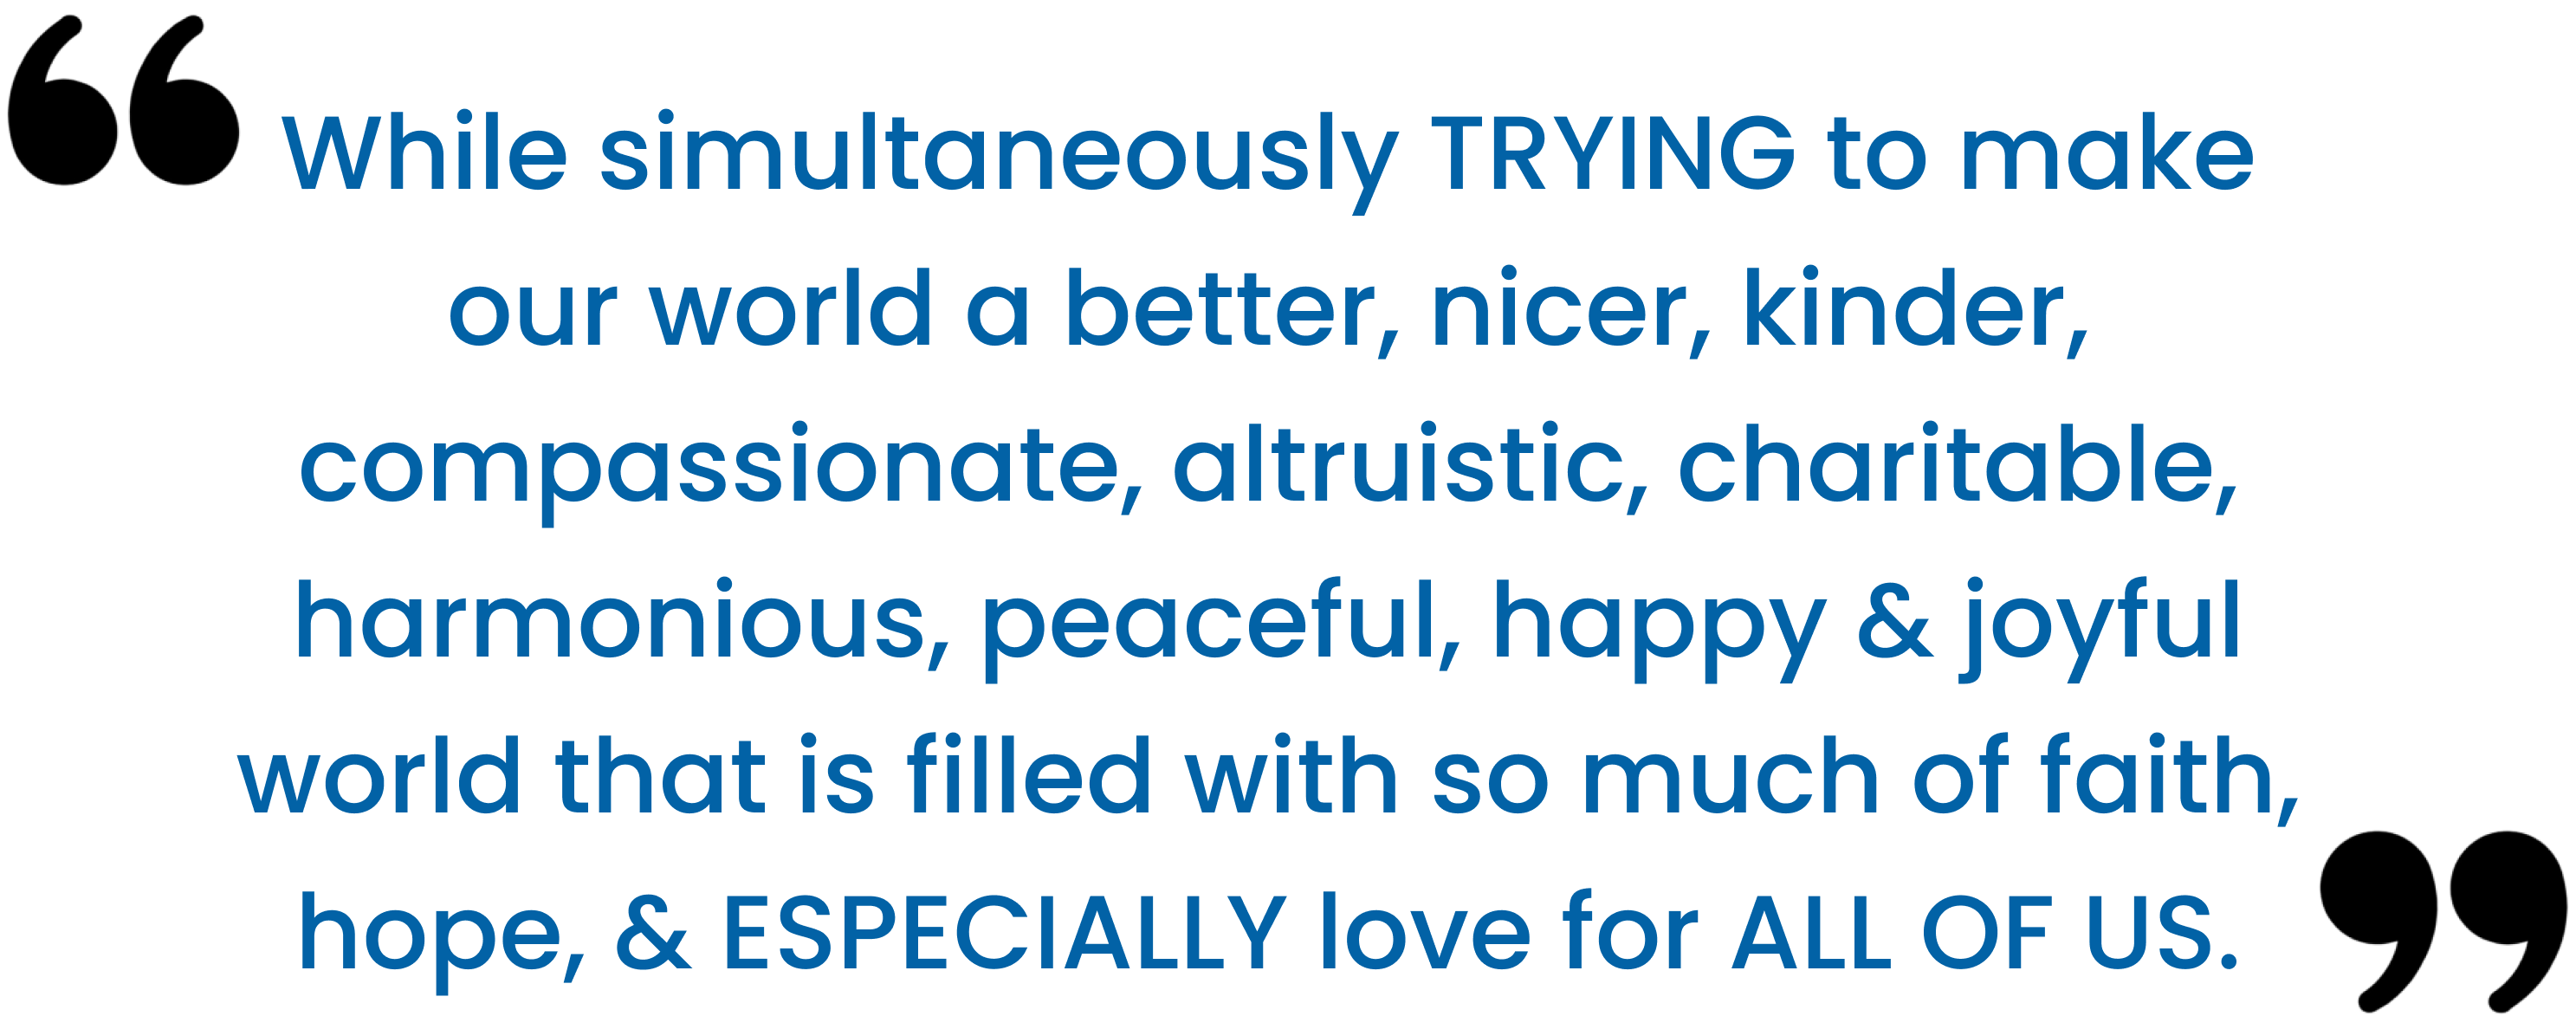 “While simultaneously TRYING to make
our world a better, nicer, kinder,
compassionate, altruistic, charitable,
harmonious, peaceful, happy & joyful
world that is filled with so much of faith,
hope, & ESPECIALLY love for ALL OF US.”